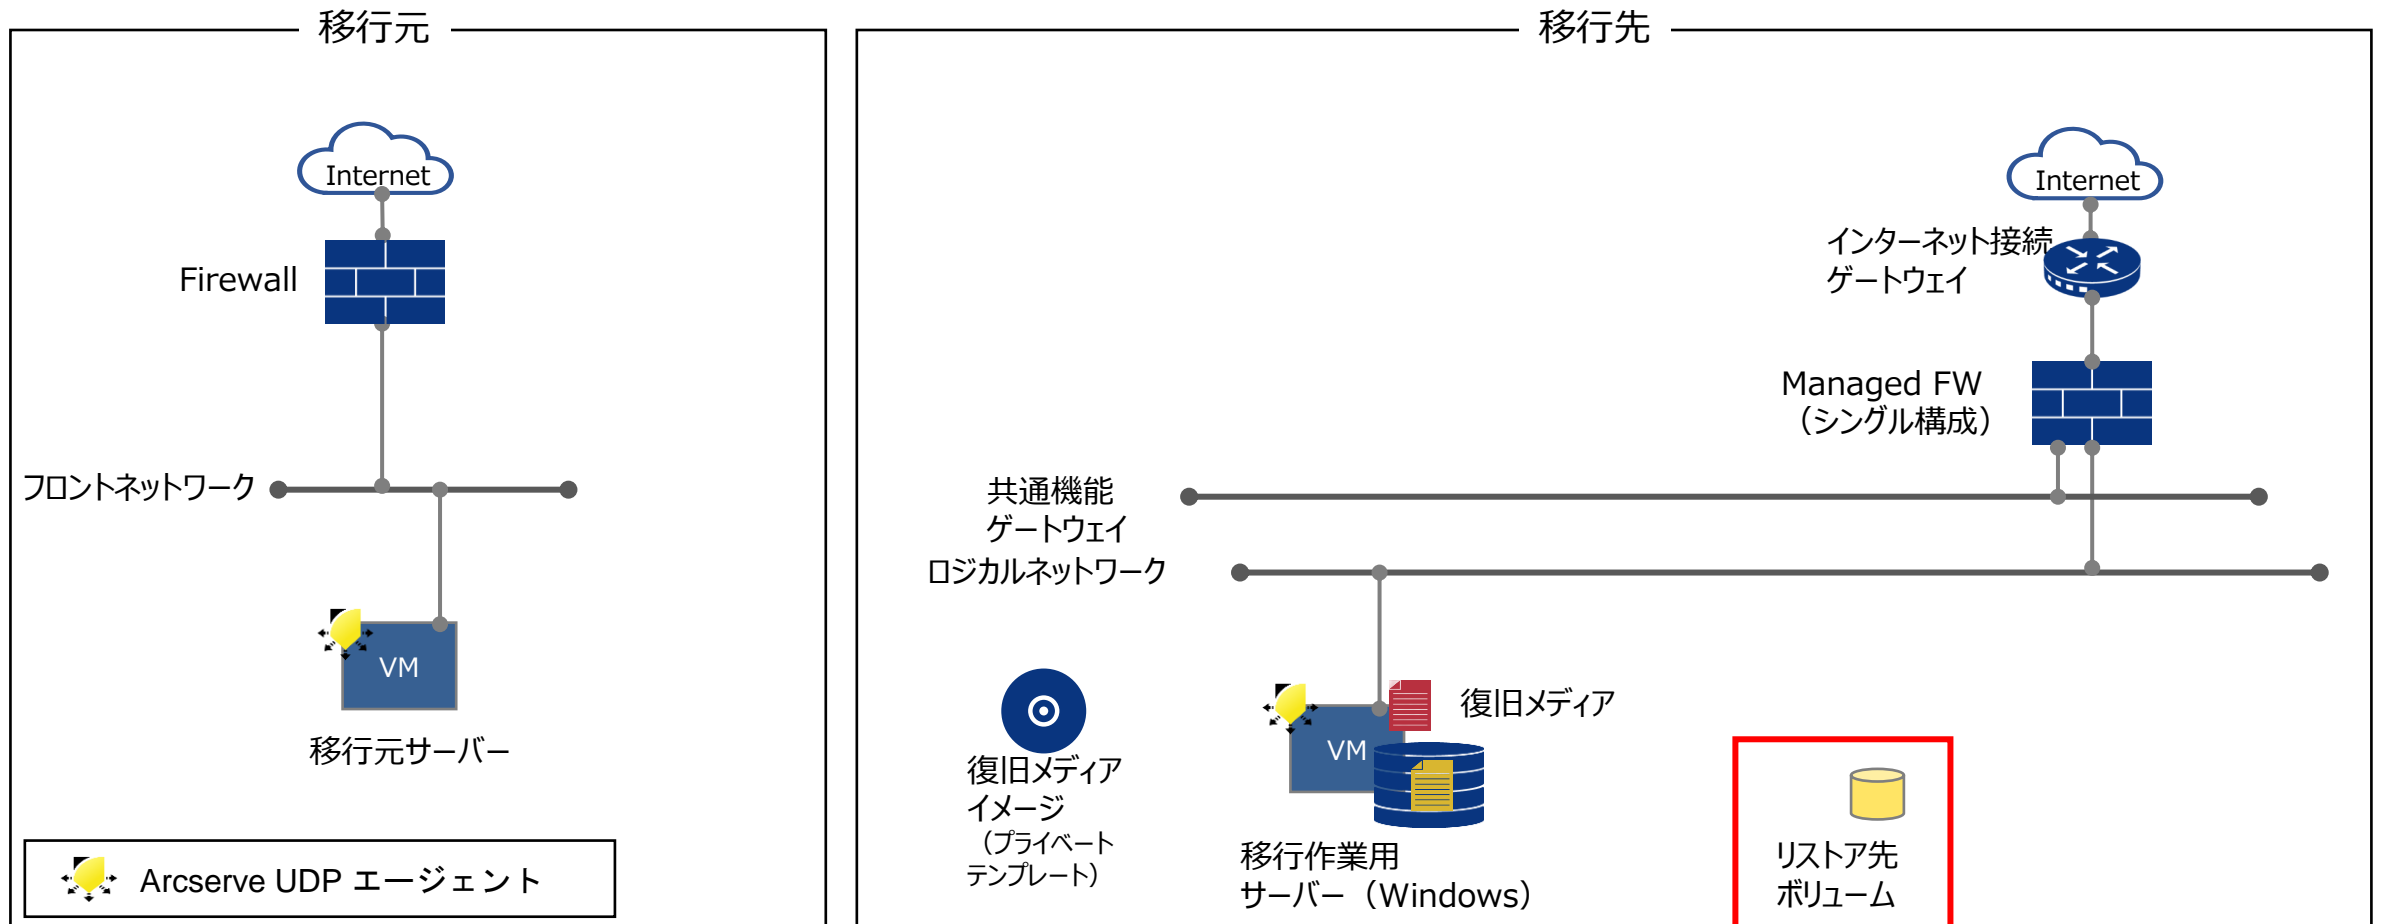 移行元
移行先
Internet
Firewall
フロントネットワーク
VM
移行元サーバー
Arcserve UDP エージェント
Internet
インターネット接続
ゲートウェイ
Managed FW
（シングル構成）
共通機能
ゲートウェイ
ロジカルネットワーク
復旧メディア
イメージ
（プライベート
テンプレート）
VM
復旧メディア
移行作業用
サーバー（Windows）
リストア先
ボリューム